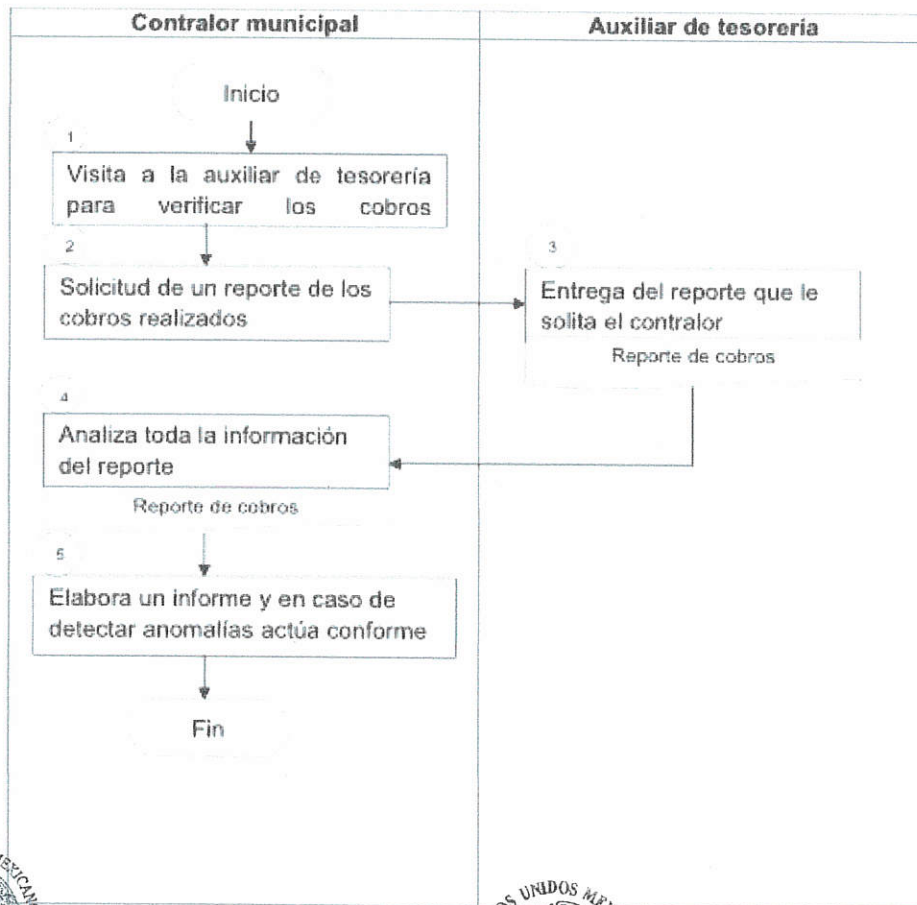 Contralor municipal
Auxiliar de tesorería
Inicio
1
Visita a la auxiliar de tesorería
para verificar los cobros
2
Solicitud de un reporte de los
cobros realizados
3
Entrega del reporte que le
solita el contralor
Reporte de cobros
4
Analiza toda la información
del reporte
Reporte de cobros
5
Elabora un informe y en caso de
detectar anomalías actúa conforme
Fin
UNIDOS